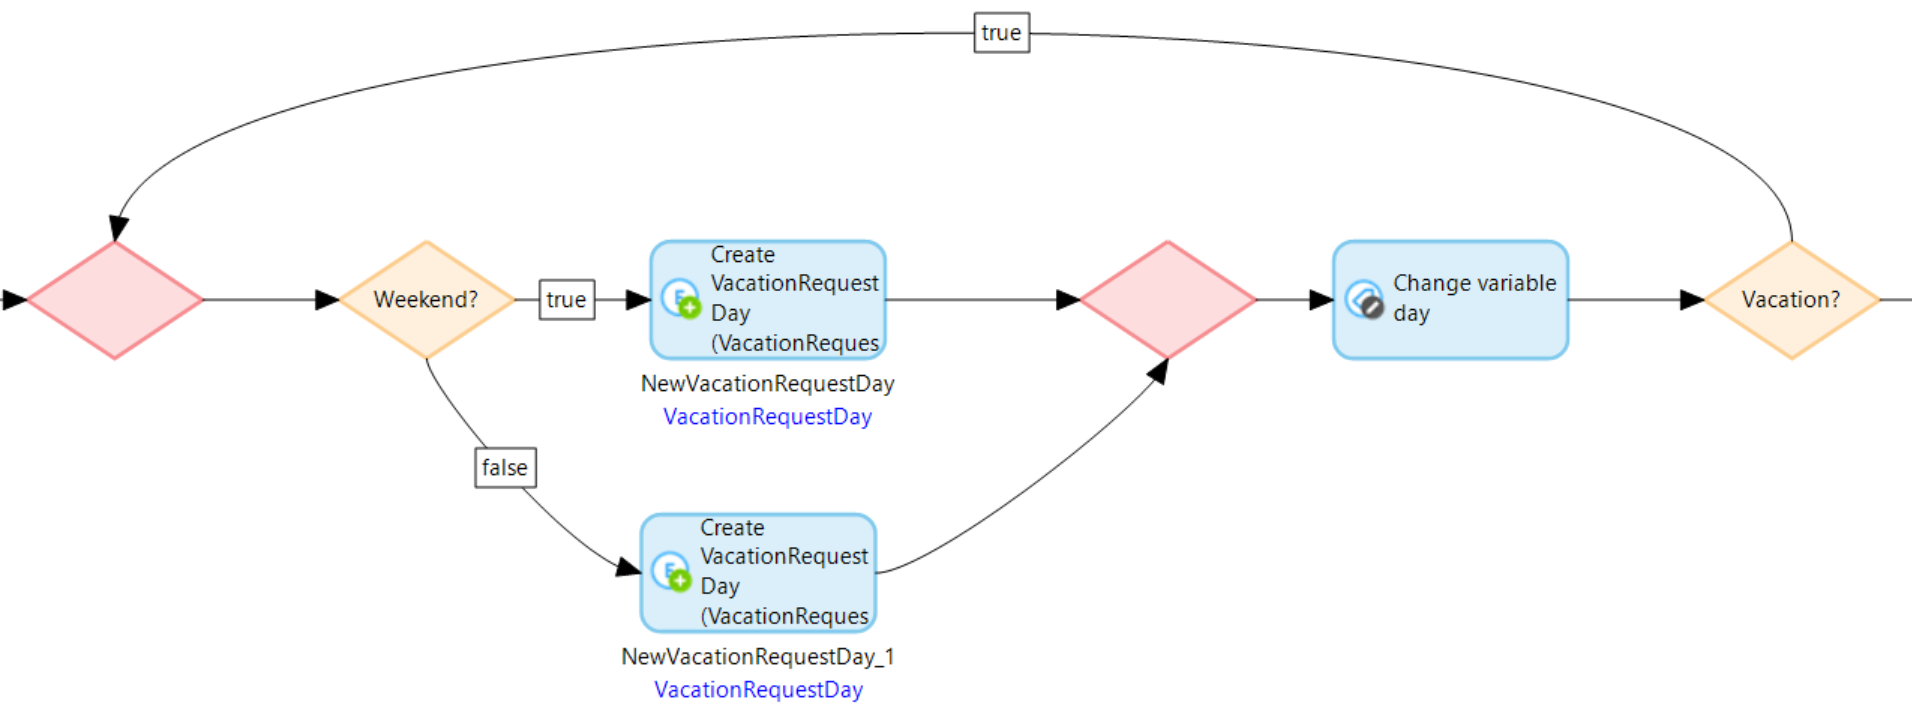 true
Weekend?
true
Create
VacationRequest
Day
(VacationReques
NewVacationRequestDay
VacationRequestDay
Change variable
day
Vacation?
false
Create
VacationRequest
Day
(VacationReques
NewVacationRequestDay_1
VacationRequestDay